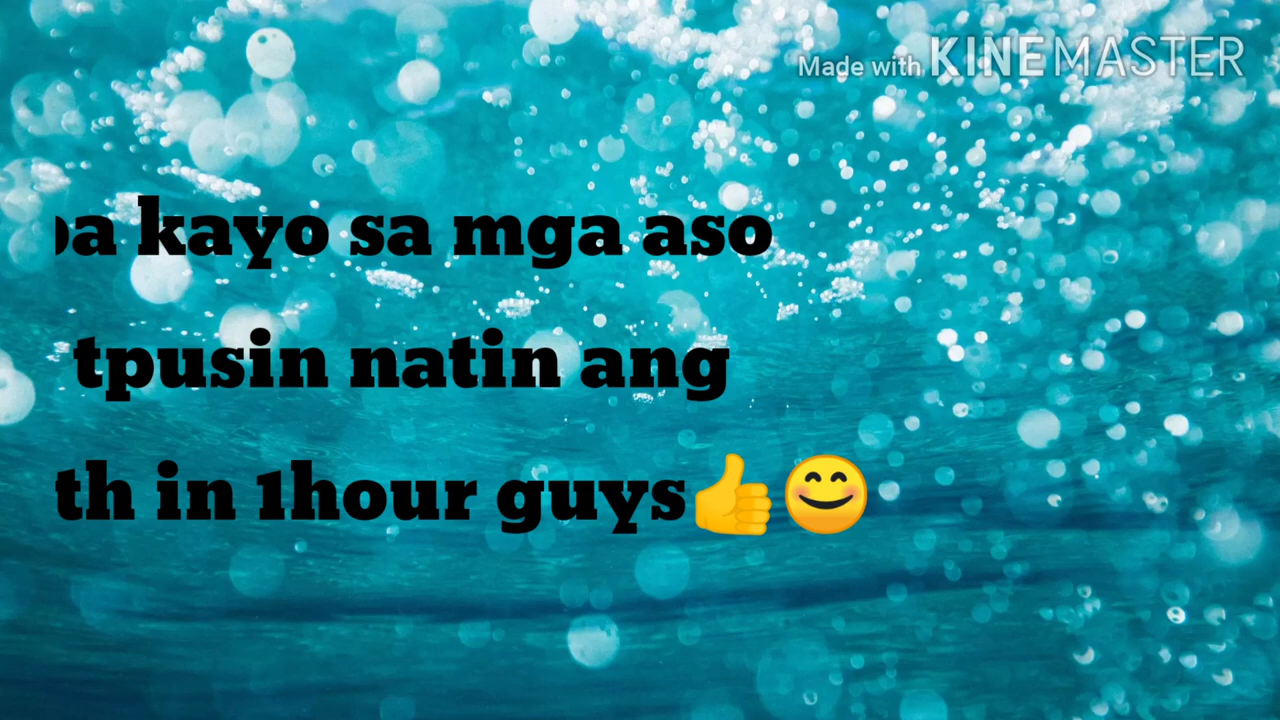 Made with KINEMASTER
kayo sa mga aso
tpusin natin ang
th in 1hour guys👍😊